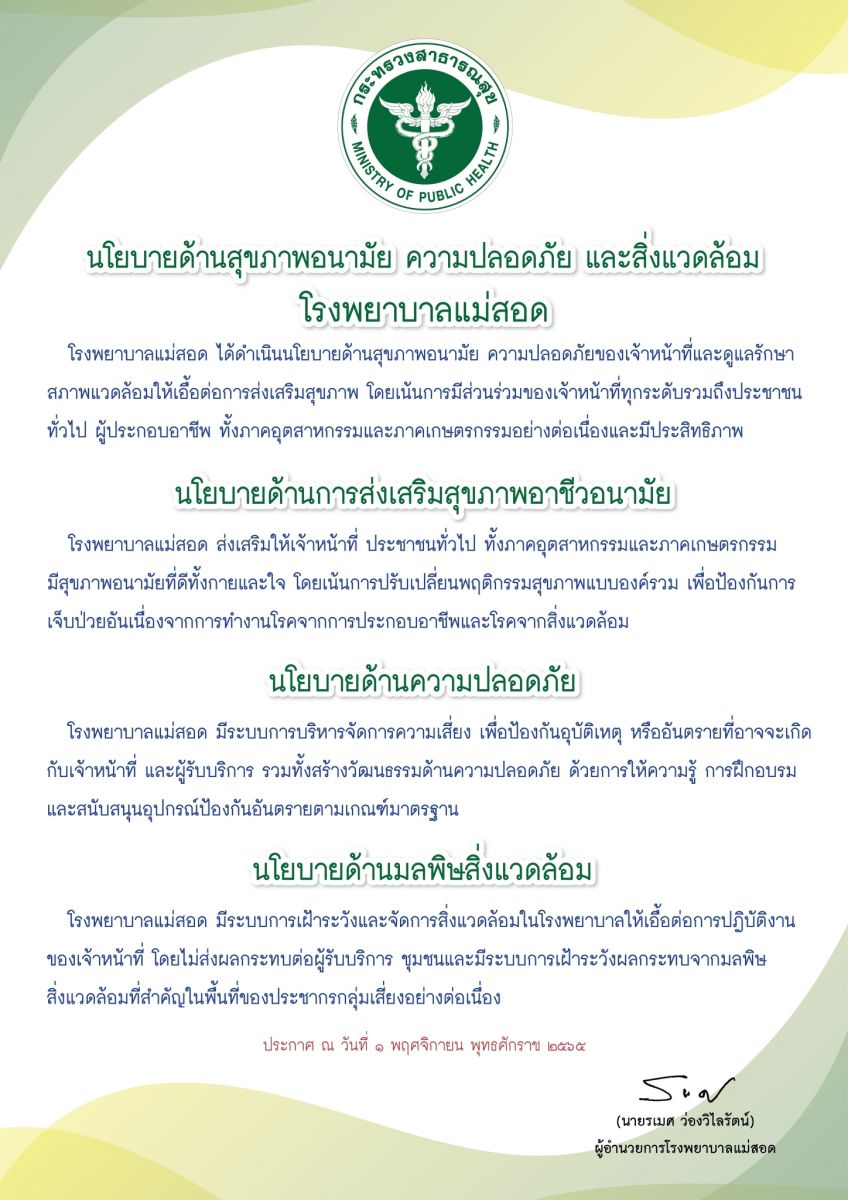 กระทรวงสาธารณสุข
MINISTRY OF PUBLIC HEALTH
นโยบายด้านสุขภาพอนามัย ความปลอดภัย และสิ่งแวดล้อม
โรงพยาบาลแม่สอด
โรงพยาบาลแม่สอด ได้ดำเนินนโยบายด้านสุขภาพอนามัย ความปลอดภัยของเจ้าหน้าที่และดูแลรักษา
สภาพแวดล้อมให้เอื้อต่อการส่งเสริมสุขภาพ โดยเน้นการมีส่วนร่วมของเจ้าหน้าที่ทุกระดับรวมถึงประชาชน
ทั่วไป ผู้ประกอบอาชีพ ทั้งภาคอุตสาหกรรมและภาคเกษตรกรรมอย่างต่อเนื่องและมีประสิทธิภาพ
นโยบายด้านการส่งเสริมสุขภาพอาชีวอนามัย
โรงพยาบาลแม่สอด ส่งเสริมให้เจ้าหน้าที่ ประชาชนทั่วไป ทั้งภาคอุตสาหกรรมและภาคเกษตรกรรม
มีสุขภาพอนามัยที่ดีทั้งกายและใจ โดยเน้นการปรับเปลี่ยนพฤติกรรมสุขภาพแบบองค์รวม เพื่อป้องกันการ
เจ็บป่วยอันเนื่องจากการทำงานโรคจากการประกอบอาชีพและโรคจากสิ่งแวดล้อม
นโยบายด้านความปลอดภัย
โรงพยาบาลแม่สอด มีระบบการบริหารจัดการความเสี่ยง เพื่อป้องกันอุบัติเหตุ หรืออันตรายที่อาจจะเกิด
กับเจ้าหน้าที่ และผู้รับบริการ รวมทั้งสร้างวัฒนธรรมด้านความปลอดภัย ด้วยการให้ความรู้ การฝึกอบรม
และสนับสนุนอุปกรณ์ป้องกันอันตรายตามเกณฑ์มาตรฐาน
นโยบายด้านมลพิษสิ่งแวดล้อม
โรงพยาบาลแม่สอด มีระบบการเฝ้าระวังและจัดการสิ่งแวดล้อมในโรงพยาบาลให้เอื้อต่อการปฏิบัติงาน
ของเจ้าหน้าที่ โดยไม่ส่งผลกระทบต่อผู้รับบริการ ชุมชนและมีระบบการเฝ้าระวังผลกระทบจากมลพิษ
สิ่งแวดล้อมที่สำคัญในพื้นที่ของประชากรกลุ่มเสี่ยงอย่างต่อเนื่อง
ประกาศ ณ วันที่ ๑ พฤศจิกายน พุทธศักราช ๒๕๖๕
(นายรเมศ ว่องวิไลรัตน์)
ผู้อำนวยการโรงพยาบาลแม่สอด